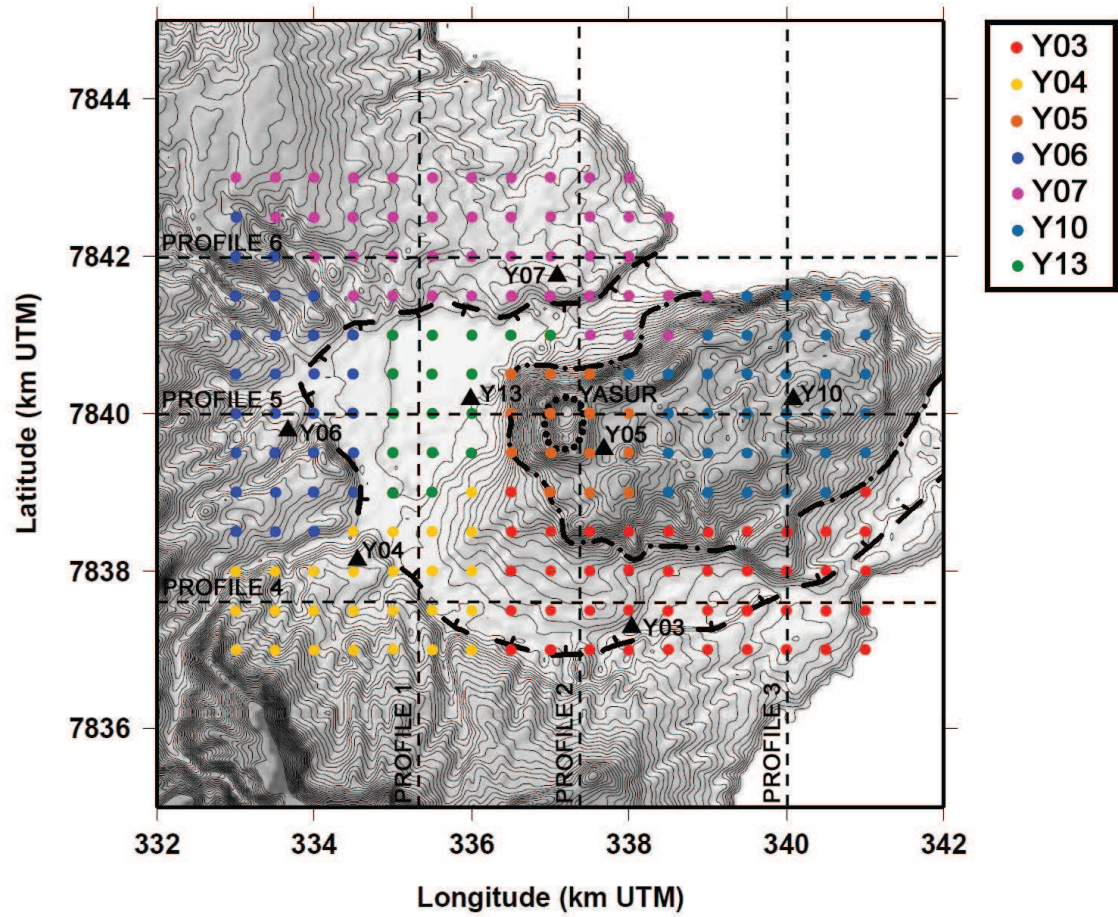 7844
7842
7840
7838
7836
Latitude (km UTM)
332
334
336
338
340
342
Longitude (km UTM)
PROFILE 6
PROFILE 5
PROFILE 4
PROFILE 1
PROFILE 2
PROFILE 3
Y07
Y13
YASUR
Y10
Y06
Y05
Y04
Y03
Y03
Y04
Y05
Y06
Y07
Y10
Y13